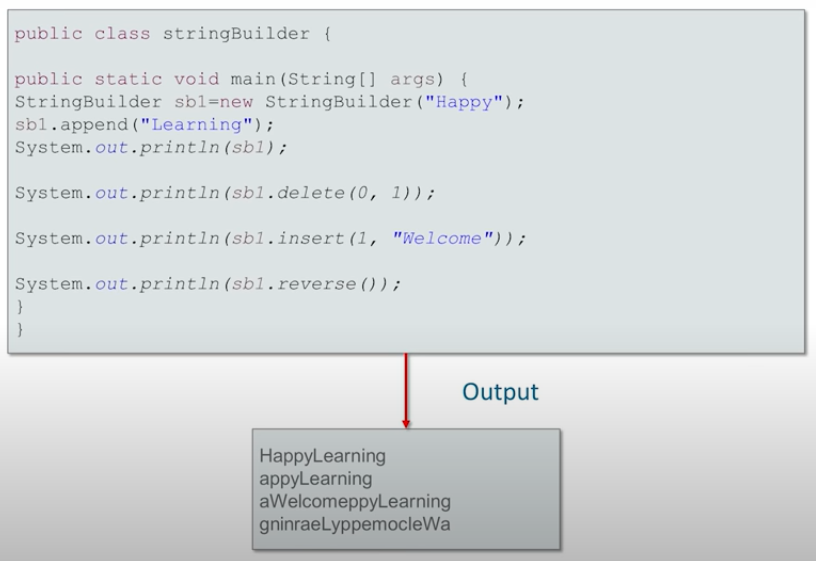 public class stringBuilder {
public static void main(String[] args) {
StringBuilder sb1=new StringBuilder("Happy");
sb1.append("Learning");
System.out.println(sb1);
System.out.println(sb1.delete(0, 1));
System.out.println(sb1.insert(1, "Welcome"));
System.out.println(sb1.reverse());
}
}
Output
HappyLearning
appyLearning
aWelcomeppyLearning
gninraeLyppemocleWa